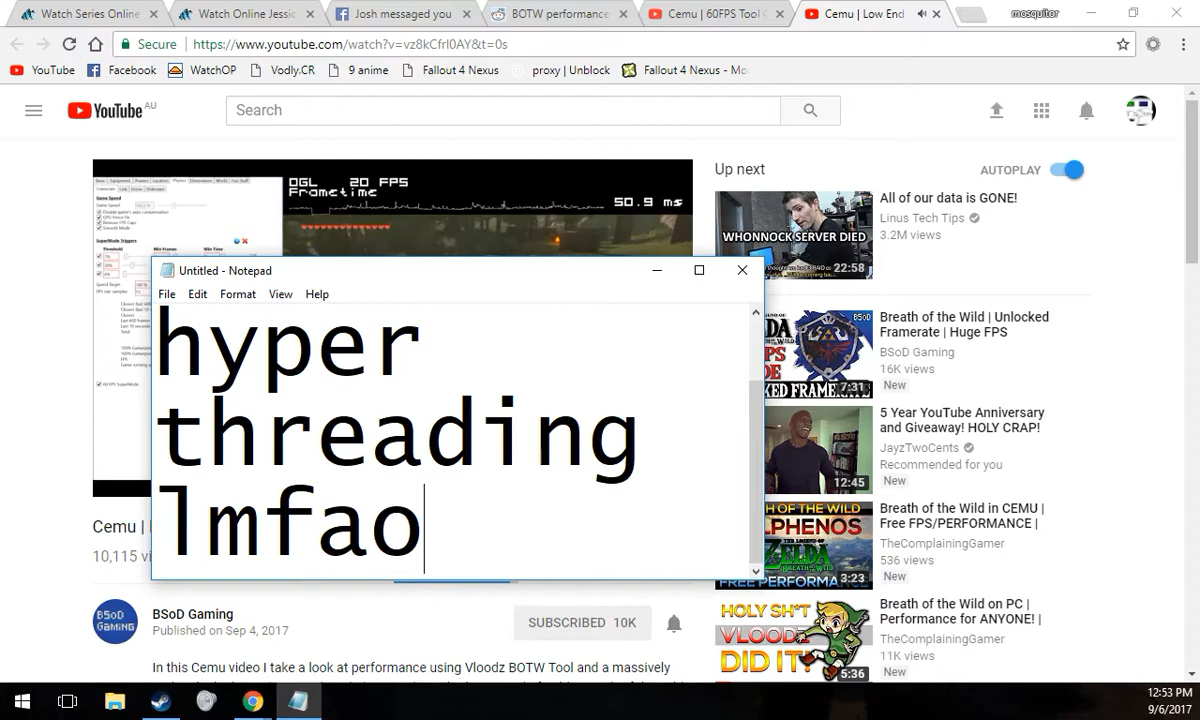 Watch Series Online
Watch Online Jessic
Josh messaged you
BOTW performance
Cemu | 60FPS Tool
Cemu | Low End
mosquitor
Secure
https://www.youtube.com/watch?v=vz8kCfrI0AY&t=0s
YouTube
Facebook
WatchOP
Vodly.CR
9 anime
Fallout 4 Nexus
proxy | Unblock
Fallout 4 Nexus - Mo
YouTube AU
Search
OGL 20 FPS
Frametime
50.9 ms
Untitled - Notepad
File Edit Format View Help
hyper
threading
lmfao
Cemu |
10,115
BSoD GAMING
BSoD Gaming
Published on Sep 4, 2017
SUBSCRIBED 10K
In this Cemu video I take a look at performance using Vloodz BOTW Tool and a massively
Up next
AUTOPLAY
WHONNOCK SERVER DIED
22:58
All of our data is GONE!
Linus Tech Tips
3.2M views
BSoD
7:31
Breath of the Wild | Unlocked
Framerate | Huge FPS
BSoD Gaming
16K views
New
12:45
5 Year YouTube Anniversary
and Giveaway! HOLY CRAP!
JayzTwoCents
Recommended for you
New
ZELDA
FREE PERFORMANCE
3:23
Breath of the Wild in CEMU |
Free FPS/PERFORMANCE |
TheComplainingGamer
536 views
New
HOLY SH*T
VLOODZ
DID IT!
5:36
Breath of the Wild on PC |
Performance for ANYONE! |
TheComplainingGamer
11K views
New
12:53 PM
9/6/2017